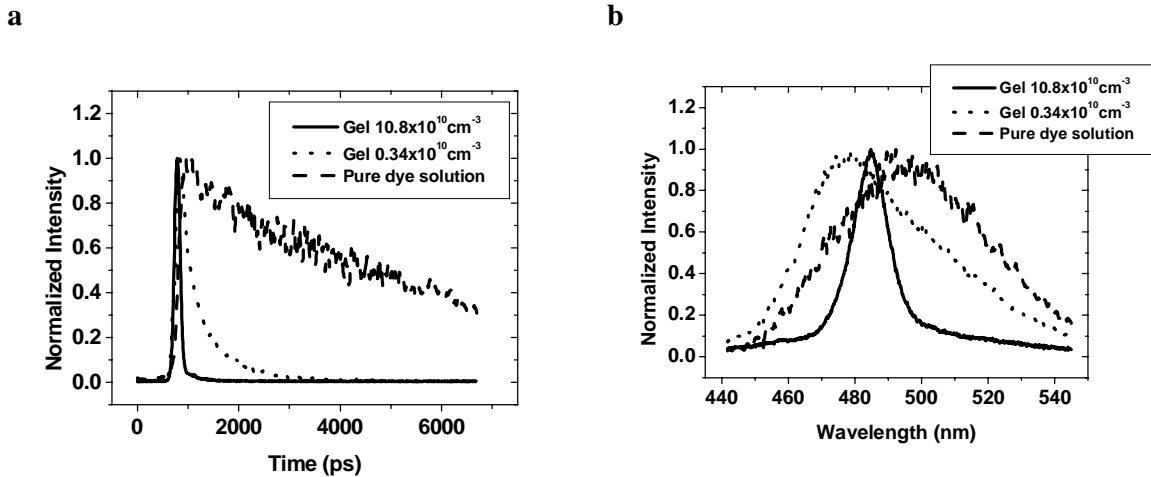 a
Normalized Intensity
1.2
1.0
0.8
0.6
0.4
0.2
0.0
Gel 10.8x10¹⁰cm⁻³
Gel 0.34x10¹⁰cm⁻³
Pure dye solution
0 2000 4000 6000
Time (ps)
b
Normalized Intensity
1.2
1.0
0.8
0.6
0.4
0.2
0.0
Gel 10.8x10¹⁰cm⁻³
Gel 0.34x10¹⁰cm⁻³
Pure dye solution
440 460 480 500 520 540
Wavelength (nm)